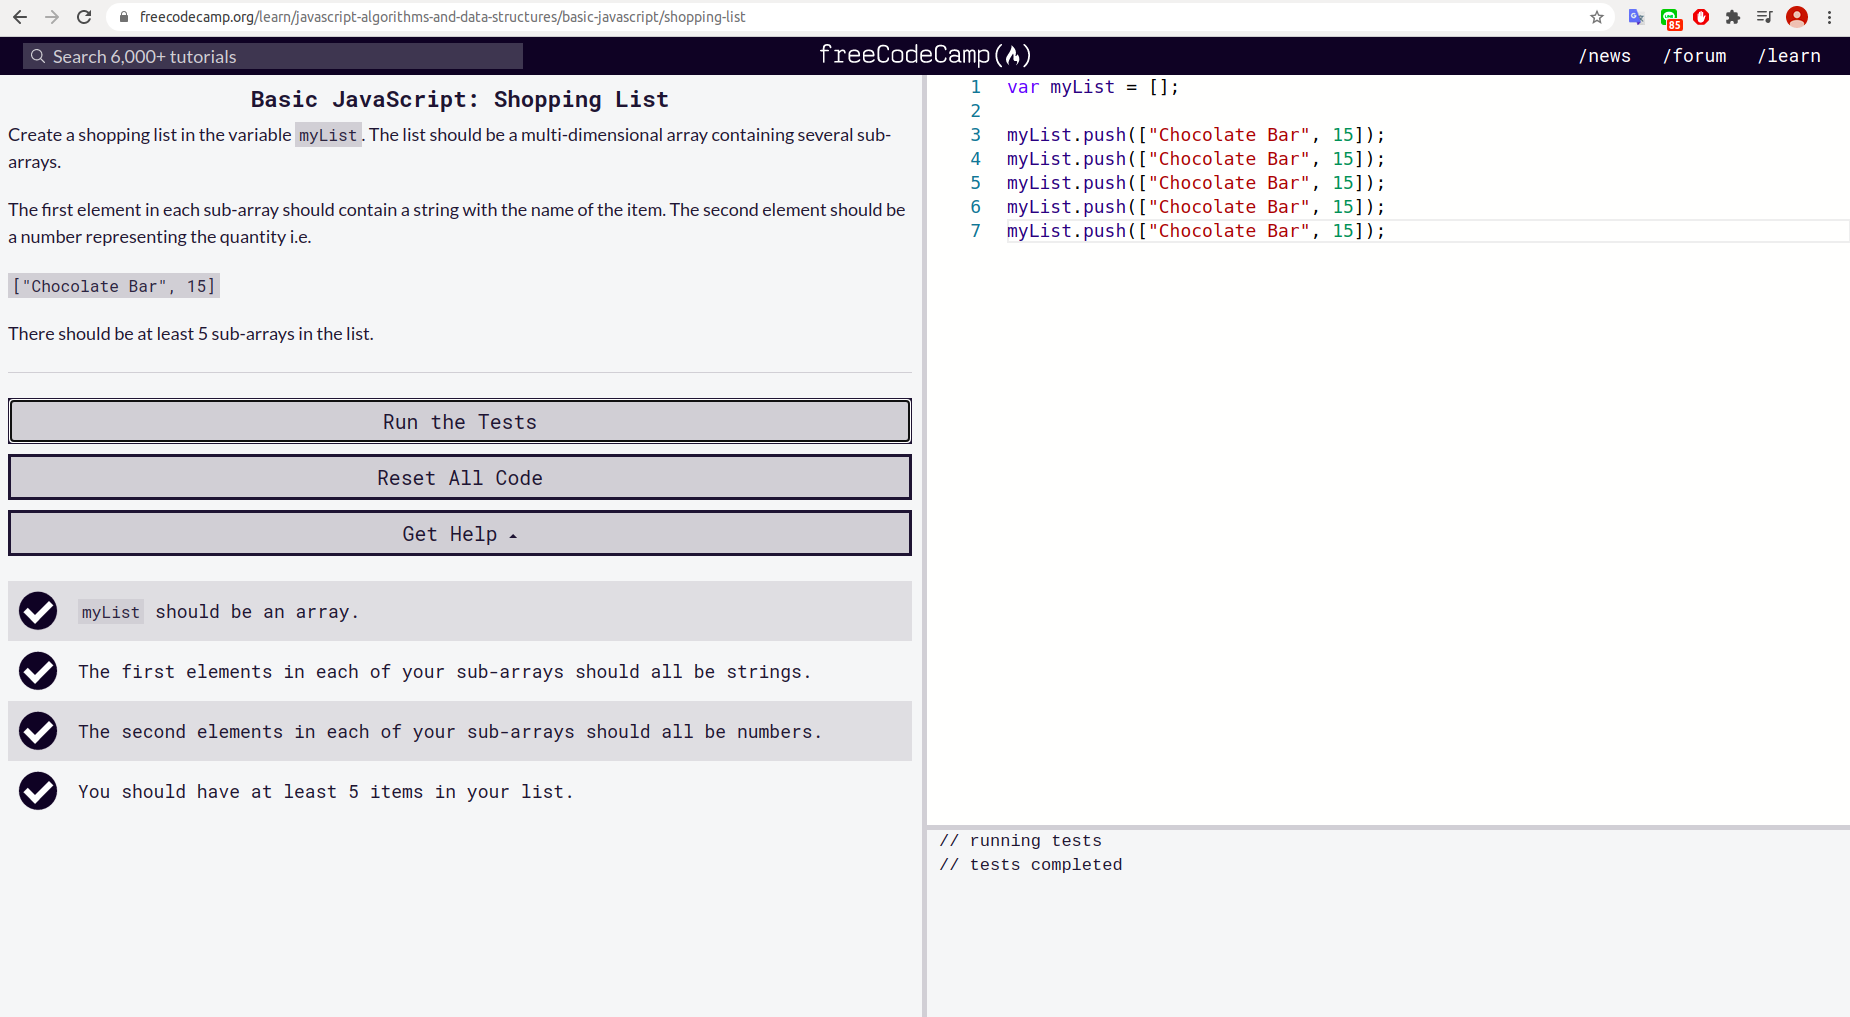 freecodecamp.org/learn/javascript-algorithms-and-data-structures/basic-javascript/shopping-list
85
Search 6,000+ tutorials
freeCodeCamp(🔥)
/news /forum /learn
Basic JavaScript: Shopping List
Create a shopping list in the variable myList. The list should be a multi-dimensional array containing several sub-
arrays.
The first element in each sub-array should contain a string with the name of the item. The second element should be
a number representing the quantity i.e.
["Chocolate Bar", 15]
There should be at least 5 sub-arrays in the list.
Run the Tests
Reset All Code
Get Help
myList should be an array.
The first elements in each of your sub-arrays should all be strings.
The second elements in each of your sub-arrays should all be numbers.
You should have at least 5 items in your list.
1 var myList = [];
2
3 myList.push(["Chocolate Bar", 15]);
4 myList.push(["Chocolate Bar", 15]);
5 myList.push(["Chocolate Bar", 15]);
6 myList.push(["Chocolate Bar", 15]);
7 myList.push(["Chocolate Bar", 15]);
// running tests
// tests completed